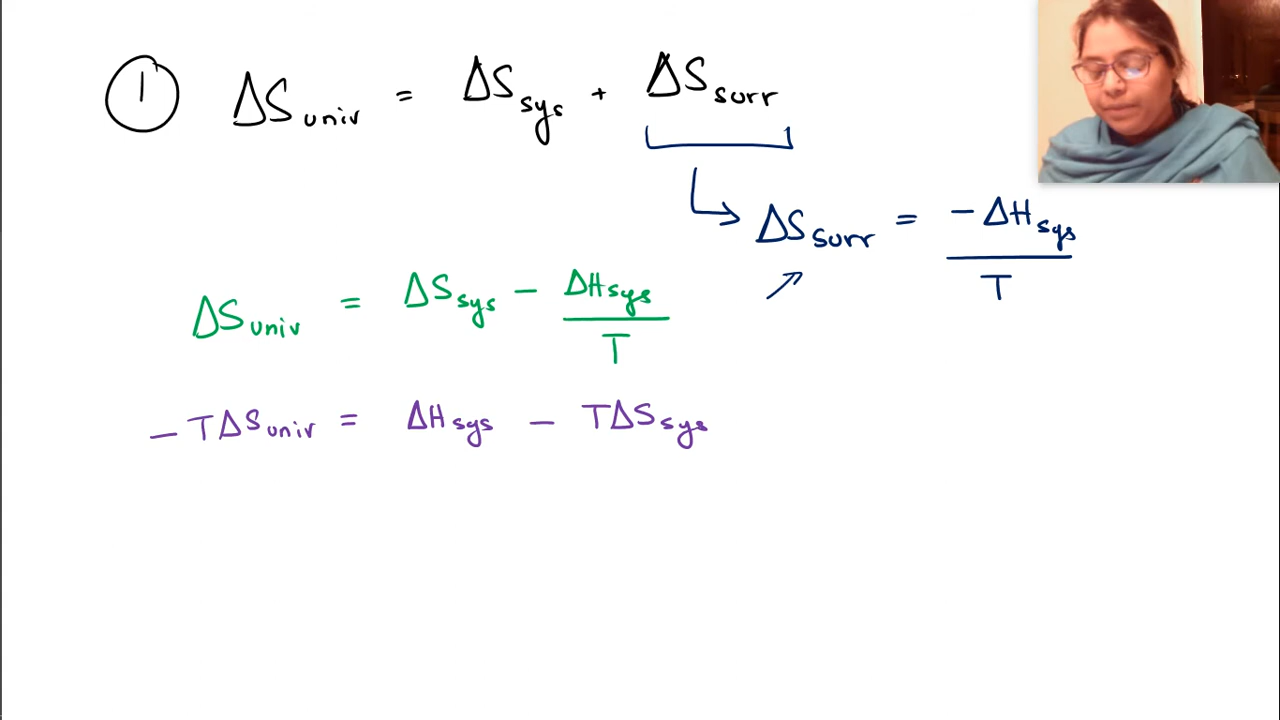 ① ΔS univ = ΔS sys + ΔS surr
ΔS surr = -ΔH sys / T
ΔS univ = ΔS sys - ΔH sys / T
- TΔS univ = ΔH sys - TΔS sys